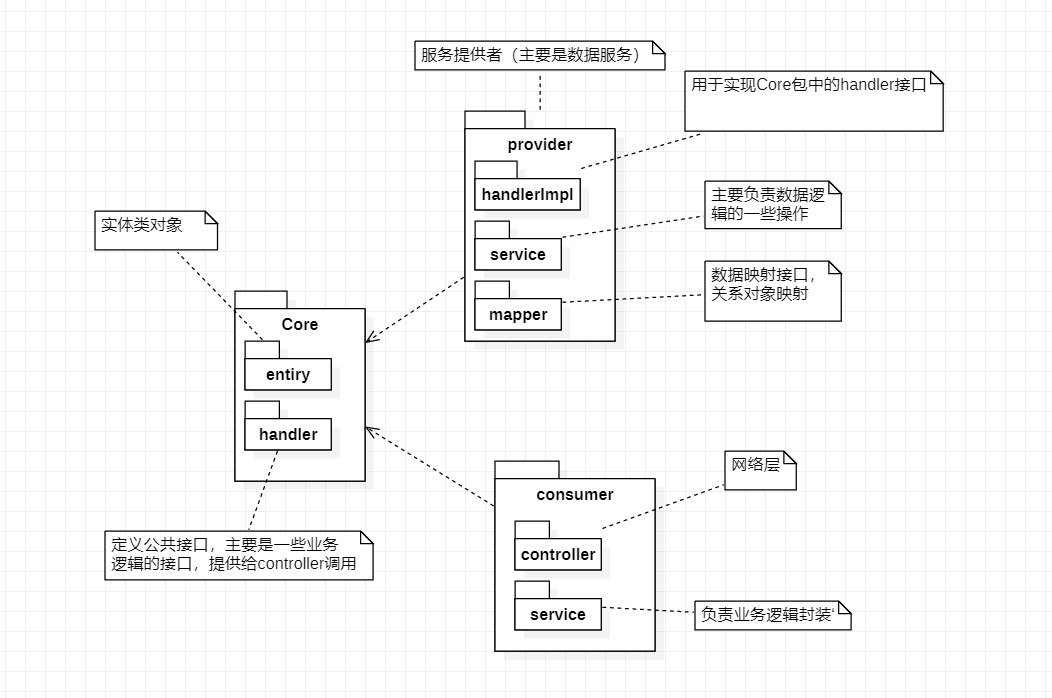 服务提供者（主要是数据服务）
用于实现Core包中的handler接口
provider
handlerImpl
主要负责数据逻
辑的一些操作
service
数据映射接口，
关系对象映射
mapper
实体类对象
Core
entiry
handler
定义公共接口，主要是一些业务
逻辑的接口，提供给controller调用
网络层
consumer
controller
service
负责业务逻辑封装‘